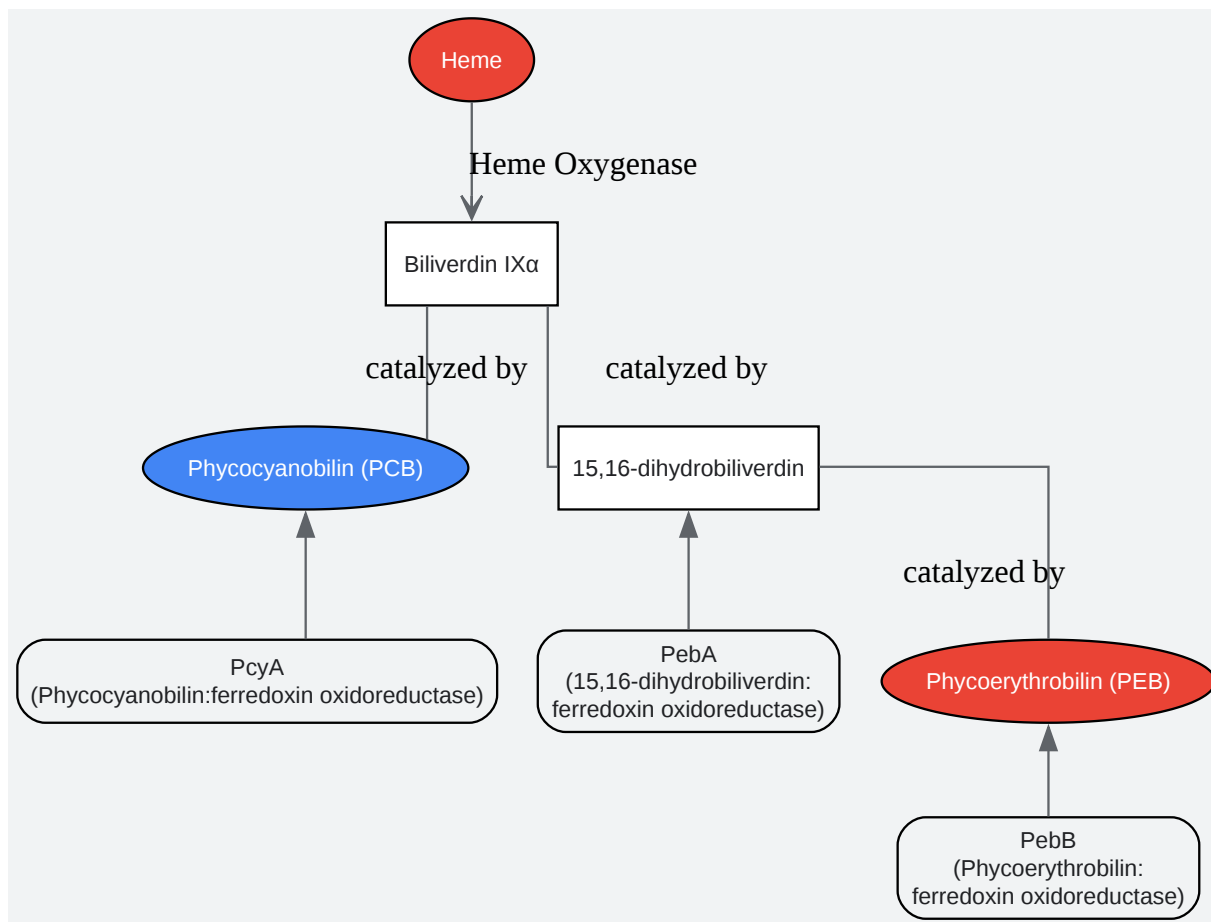 Heme
Heme Oxygenase
Biliverdin IXα
catalyzed by
catalyzed by
Phycocyanobilin (PCB)
15,16-dihydrobiliverdin
catalyzed by
PcyA
(Phycocyanobilin:ferredoxin oxidoreductase)
PebA
(15,16-dihydrobiliverdin:
ferredoxin oxidoreductase)
Phycoerythrobilin (PEB)
PebB
(Phycoerythrobilin:
ferredoxin oxidoreductase)